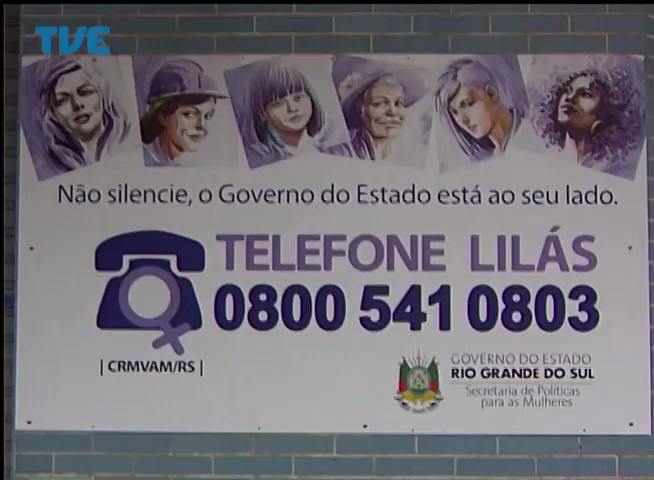 TVE
Não silencie, o Governo do Estado está ao seu lado.
TELEFONE LILÁS
0800 541 0803
| CRMVAM/RS |
GOVERNO DO ESTADO
RIO GRANDE DO SUL
Secretaria de Políticas
para as Mulheres